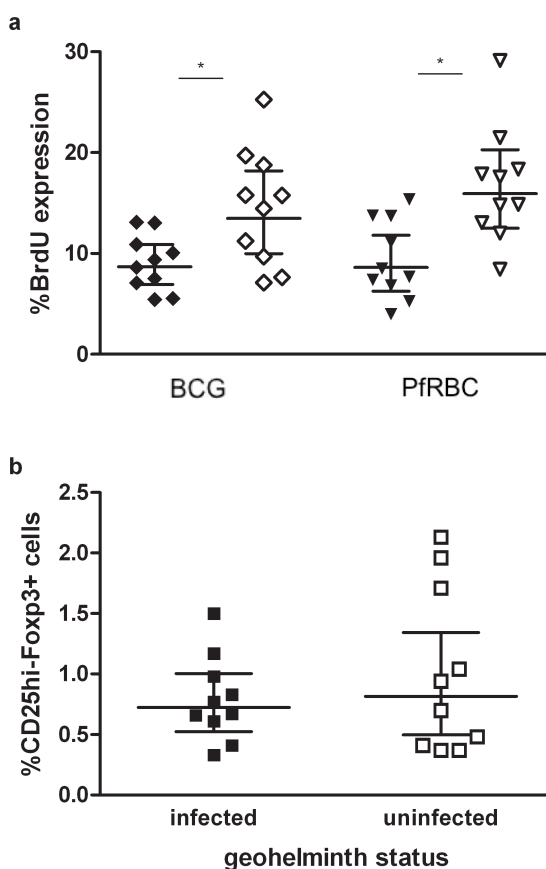 a
30
20
10
0
%BrdU expression
* *
BCG PfRBC
b
2.5
2.0
1.5
1.0
0.5
0.0
%CD25hi-Foxp3+ cells
infected uninfected
geohelminth status